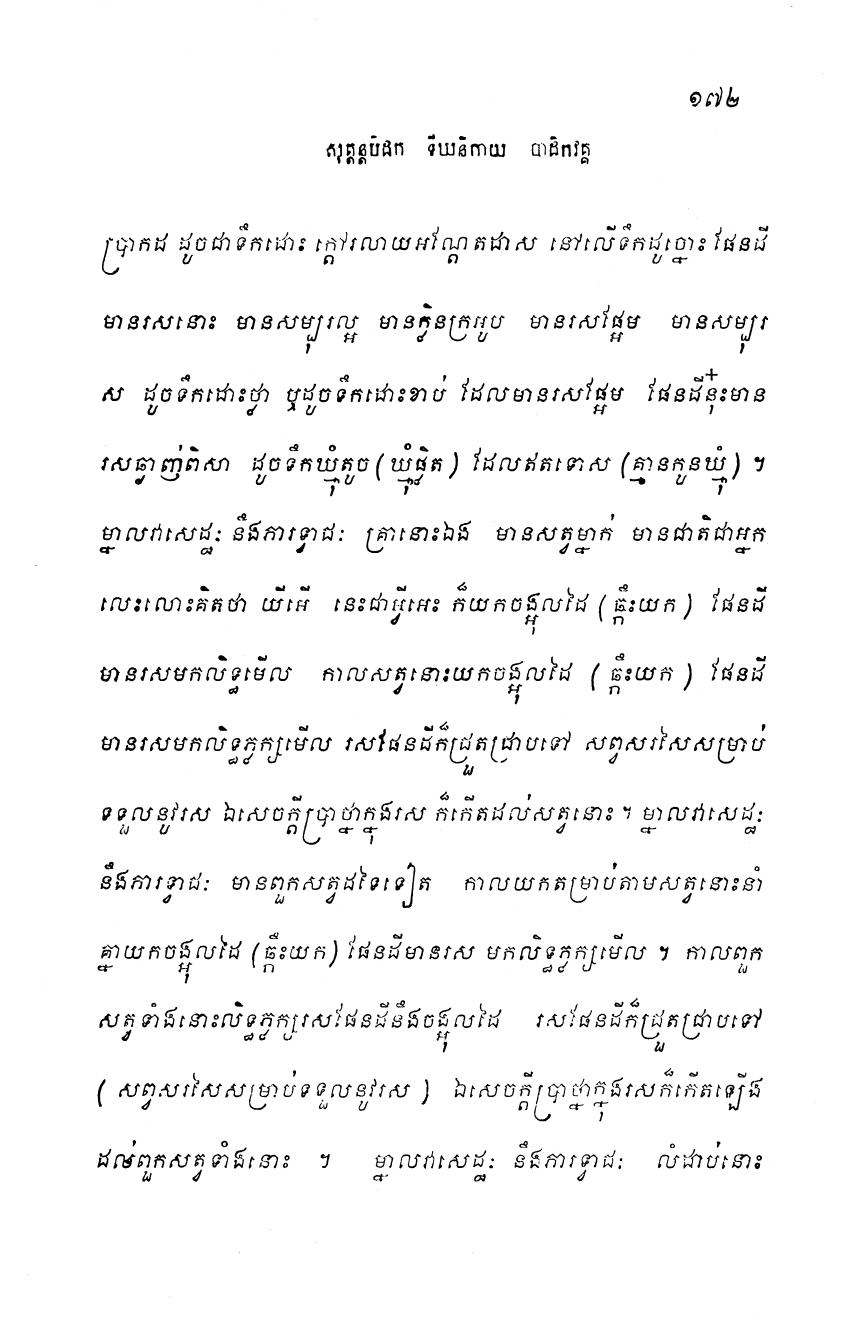 ១៧២
សុត្តន្តបិដក ទីឃនិកាយ បាដិកវគ្គ
ប្រាកដ ដូចជាទឹកដោះ ក្តៅរលាយអណ្តែតជាស នៅលើទឹកដូច្នោះ ផែនដី
មានរសនោះ មានសម្បុរល្អ មានក្លិនក្រអូប មានរសផ្អែម មានសម្បុរ
ស ដូចទឹកដោះថ្លា ឬដូចទឹកដោះខាប់ ដែលមានរសផ្អែម ផែនដីនុ៎ះមាន
រសឆ្ងាញ់ពិសា ដូចទឹកឃ្មុំតូច (ឃ្មុំផ្លិត) ដែលឥតទោស (គ្មានកូនឃ្មុំ) ។
ម្នាលវាសេដ្ឋៈ នឹងភារទ្វាជៈ គ្រានោះឯង មានសត្វម្នាក់ មានជាតិជាអ្នក
លេះលោះគិតថា យីអើ នេះជាអ្វីអេះ ក៏យកចង្អុលដៃ (ឆ្កឹះយក) ផែនដី
មានរសមកលិទ្ធមើល កាលសត្វនោះយកចង្អុលដៃ (ឆ្កឹះយក) ផែនដី
មានរសមកលិទ្ធភ្លក្សមើល រសផែនដីក៏ជ្រួតជ្រាបទៅ សព្វសរសៃសម្រាប់
ទទួលនូវរស ឯសេចក្តីប្រាថ្នាក្នុងរស ក៏កើតដល់សត្វនោះ ។ ម្នាលវាសេដ្ឋៈ
នឹងភារទ្វាជៈ មានពួកសត្វដទៃទៀត កាលយកតម្រាប់តាមសត្វនោះនាំ
គ្នាយកចង្អុលដៃ (ឆ្កឹះយក) ផែនដីមានរស មកលិទ្ធភ្លក្សមើល ។ កាលពួក
សត្វទាំងនោះលិទ្ធភ្លក្សរសផែនដីនឹងចង្អុលដៃ រសផែនដីក៏ជ្រួតជ្រាបទៅ
( សព្វសរសៃសម្រាប់ទទួលនូវរស ) ឯសេចក្តីប្រាថ្នាក្នុងរសក៏កើតឡើង
ដល់ពួកសត្វទាំងនោះ ។ ម្នាលវាសេដ្ឋៈ នឹងភារទ្វាជៈ លំដាប់នោះ